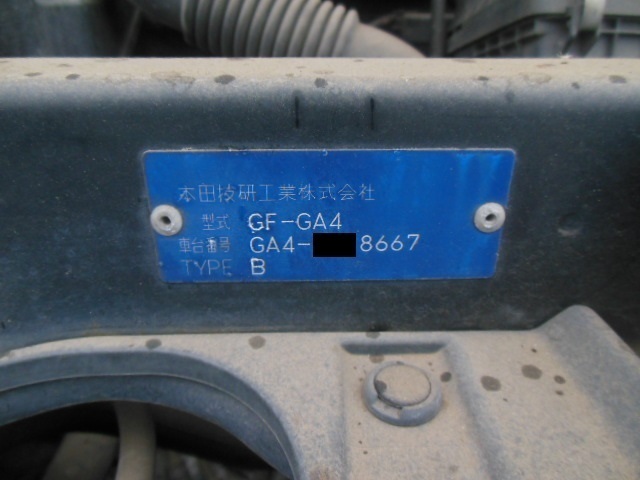 本田技研工業株式会社
型式 GF-GA4
車台番号 GA4-8667
TYPE B